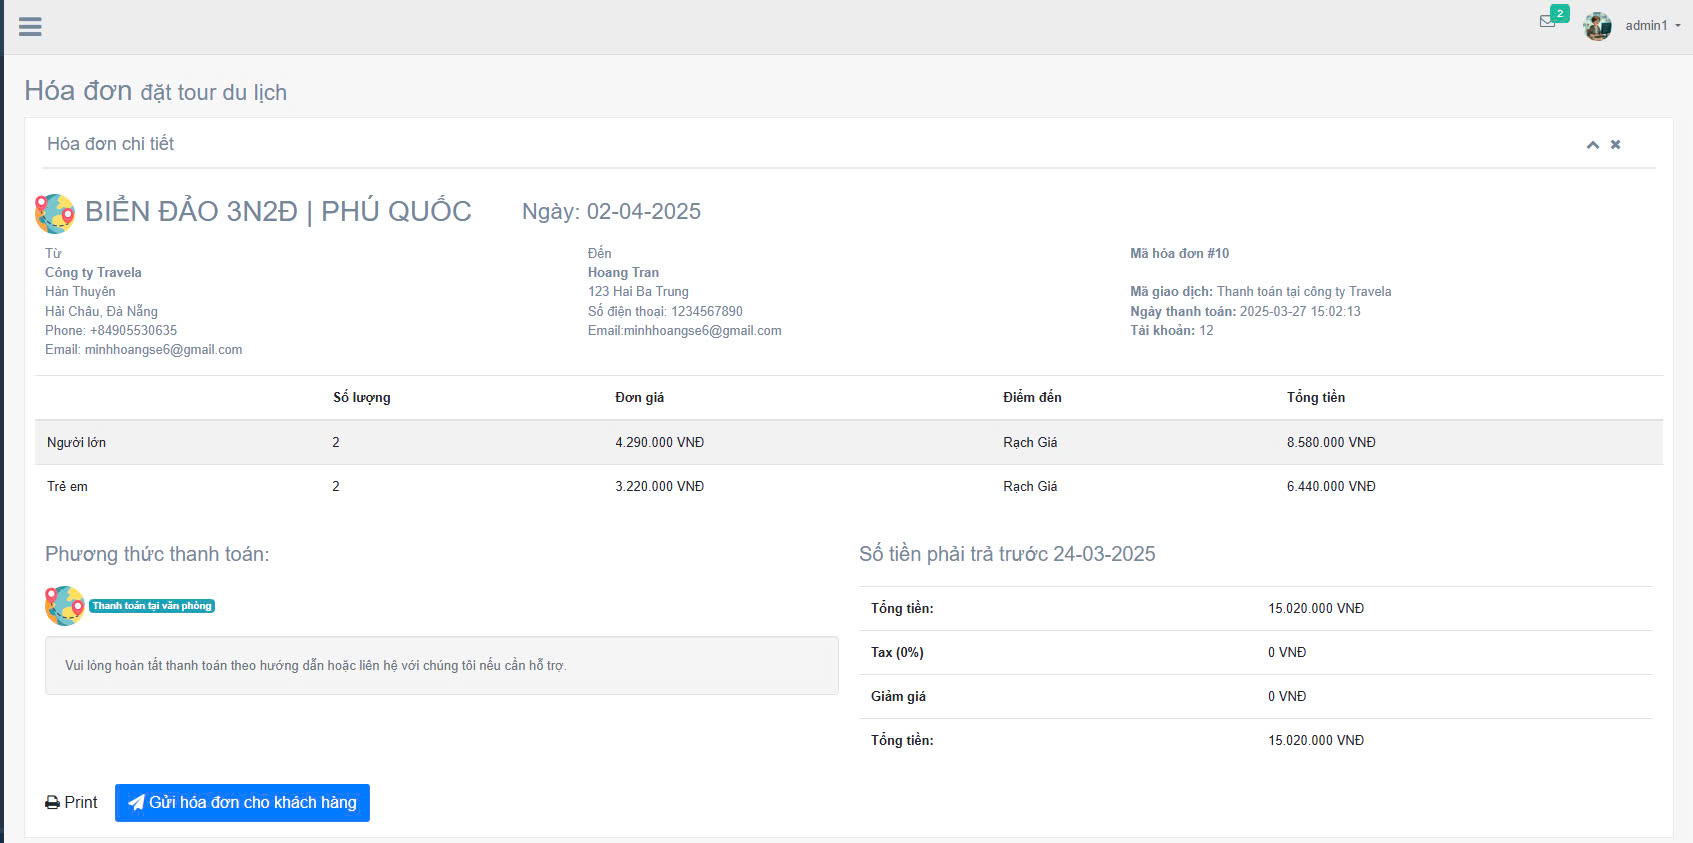 2
admin1
Hóa đơn đặt tour du lịch
Hóa đơn chi tiết
BIỂN ĐẢO 3N2Đ | PHÚ QUỐC
Ngày: 02-04-2025
Từ
Công ty Travela
Hàn Thuyên
Hải Châu, Đà Nẵng
Phone: +84905530635
Email: minhhoangse6@gmail.com
Đến
Hoang Tran
123 Hai Ba Trung
Số điện thoại: 1234567890
Email:minhhoangse6@gmail.com
Mã hóa đơn #10
Mã giao dịch: Thanh toán tại công ty Travela
Ngày thanh toán: 2025-03-27 15:02:13
Tài khoản: 12
Số lượng Đơn giá Điểm đến Tổng tiền
Người lớn 2 4.290.000 VNĐ Rạch Giá 8.580.000 VNĐ
Trẻ em 2 3.220.000 VNĐ Rạch Giá 6.440.000 VNĐ
Phương thức thanh toán:
Thanh toán tại văn phòng
Vui lòng hoàn tất thanh toán theo hướng dẫn hoặc liên hệ với chúng tôi nếu cần hỗ trợ.
Số tiền phải trả trước 24-03-2025
Tổng tiền: 15.020.000 VNĐ
Tax (0%) 0 VNĐ
Giảm giá 0 VNĐ
Tổng tiền: 15.020.000 VNĐ
Print
Gửi hóa đơn cho khách hàng